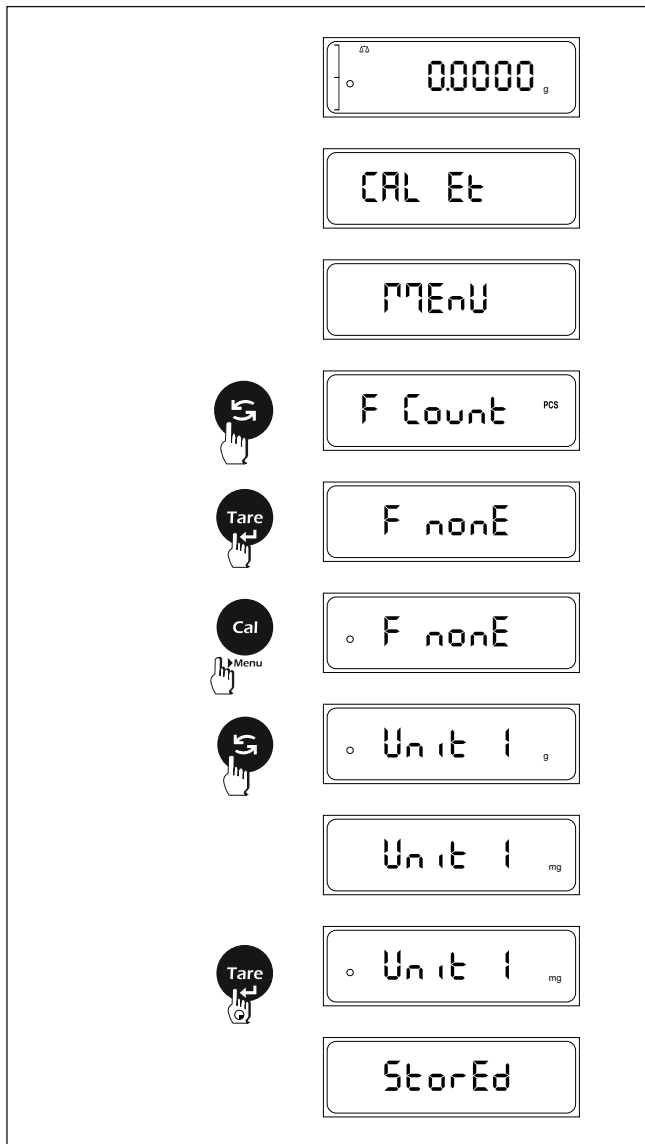 0.0000 g
CAL Et
MEnU
F Count PCS
Tare
F nonE
Cal
Menu
F nonE
Unit 1 g
Unit 1 mg
Tare
Unit 1 mg
StorEd